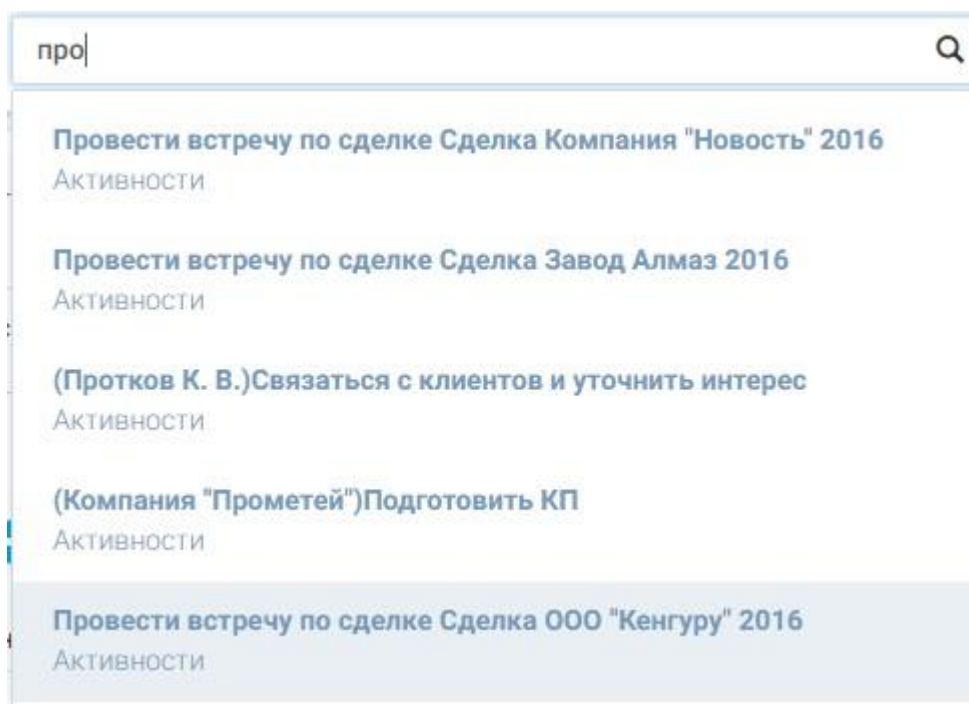 про
Провести встречу по сделке Сделка Компания "Новость" 2016
Активности
Провести встречу по сделке Сделка Завод Алмаз 2016
Активности
(Протков К. В.)Связаться с клиентов и уточнить интерес
Активности
(Компания "Прометей")Подготовить КП
Активности
Провести встречу по сделке Сделка ООО "Кенгуру" 2016
Активности